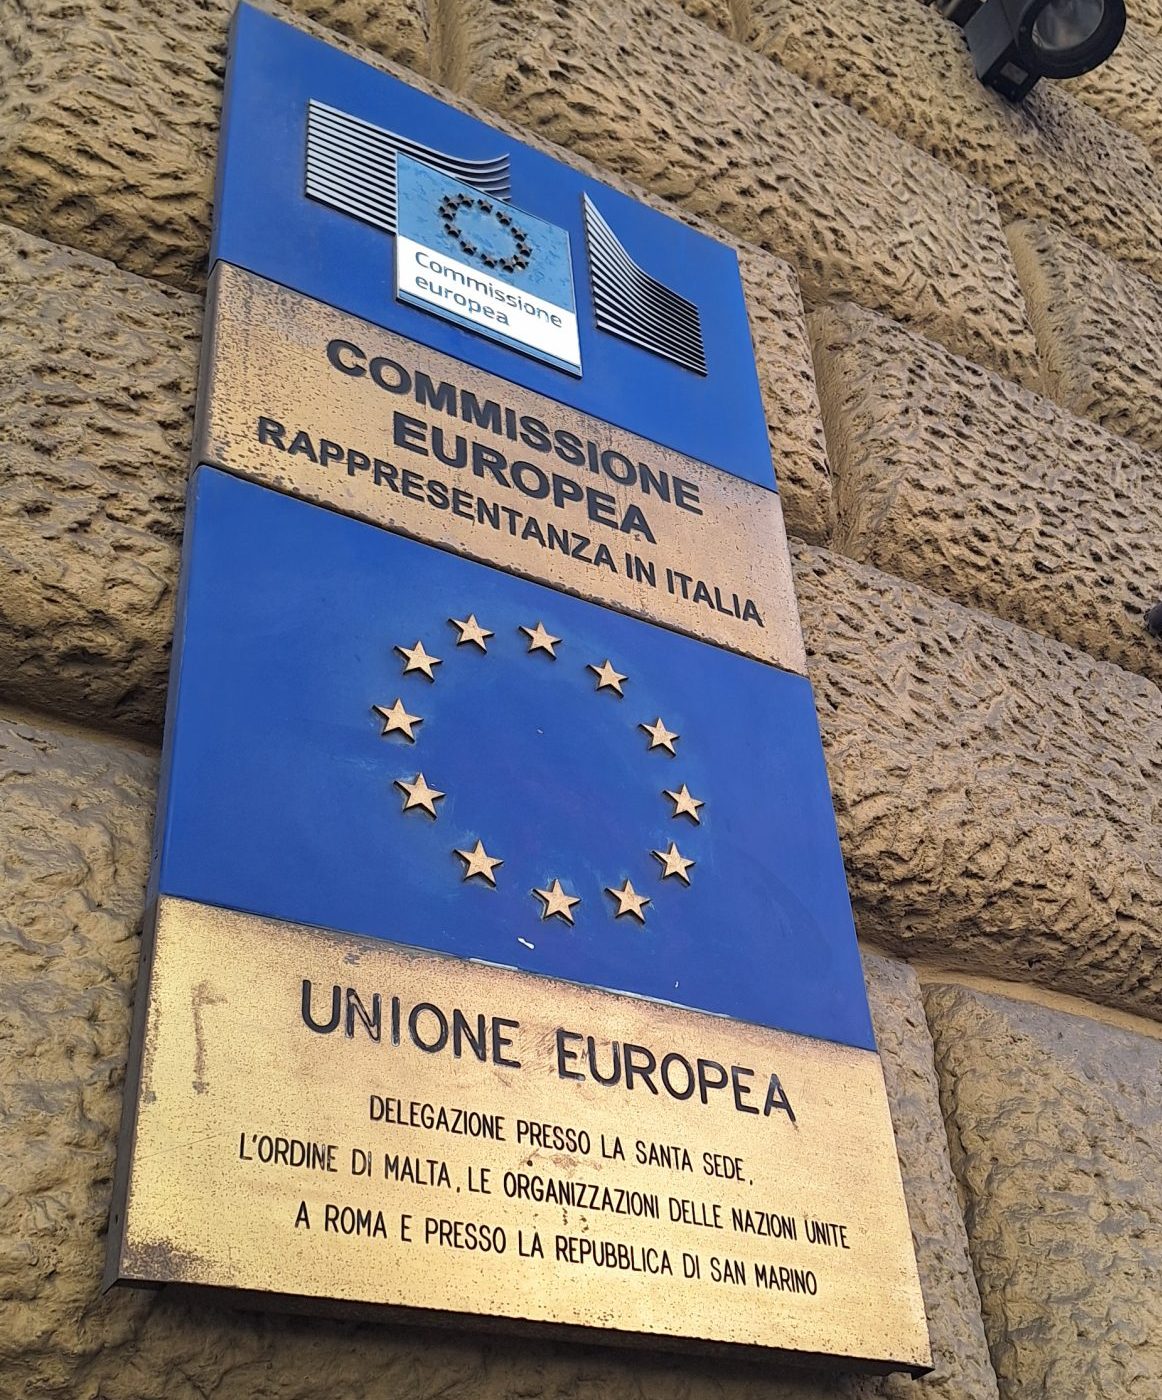 Commissione
europea
COMMISSIONE
EUROPEA
RAPPRESENTANZA IN ITALIA
UNIONE EUROPEA
DELEGAZIONE PRESSO LA SANTA SEDE,
L'ORDINE DI MALTA, LE ORGANIZZAZIONI DELLE NAZIONI UNITE
A ROMA E PRESSO LA REPUBBLICA DI SAN MARINO